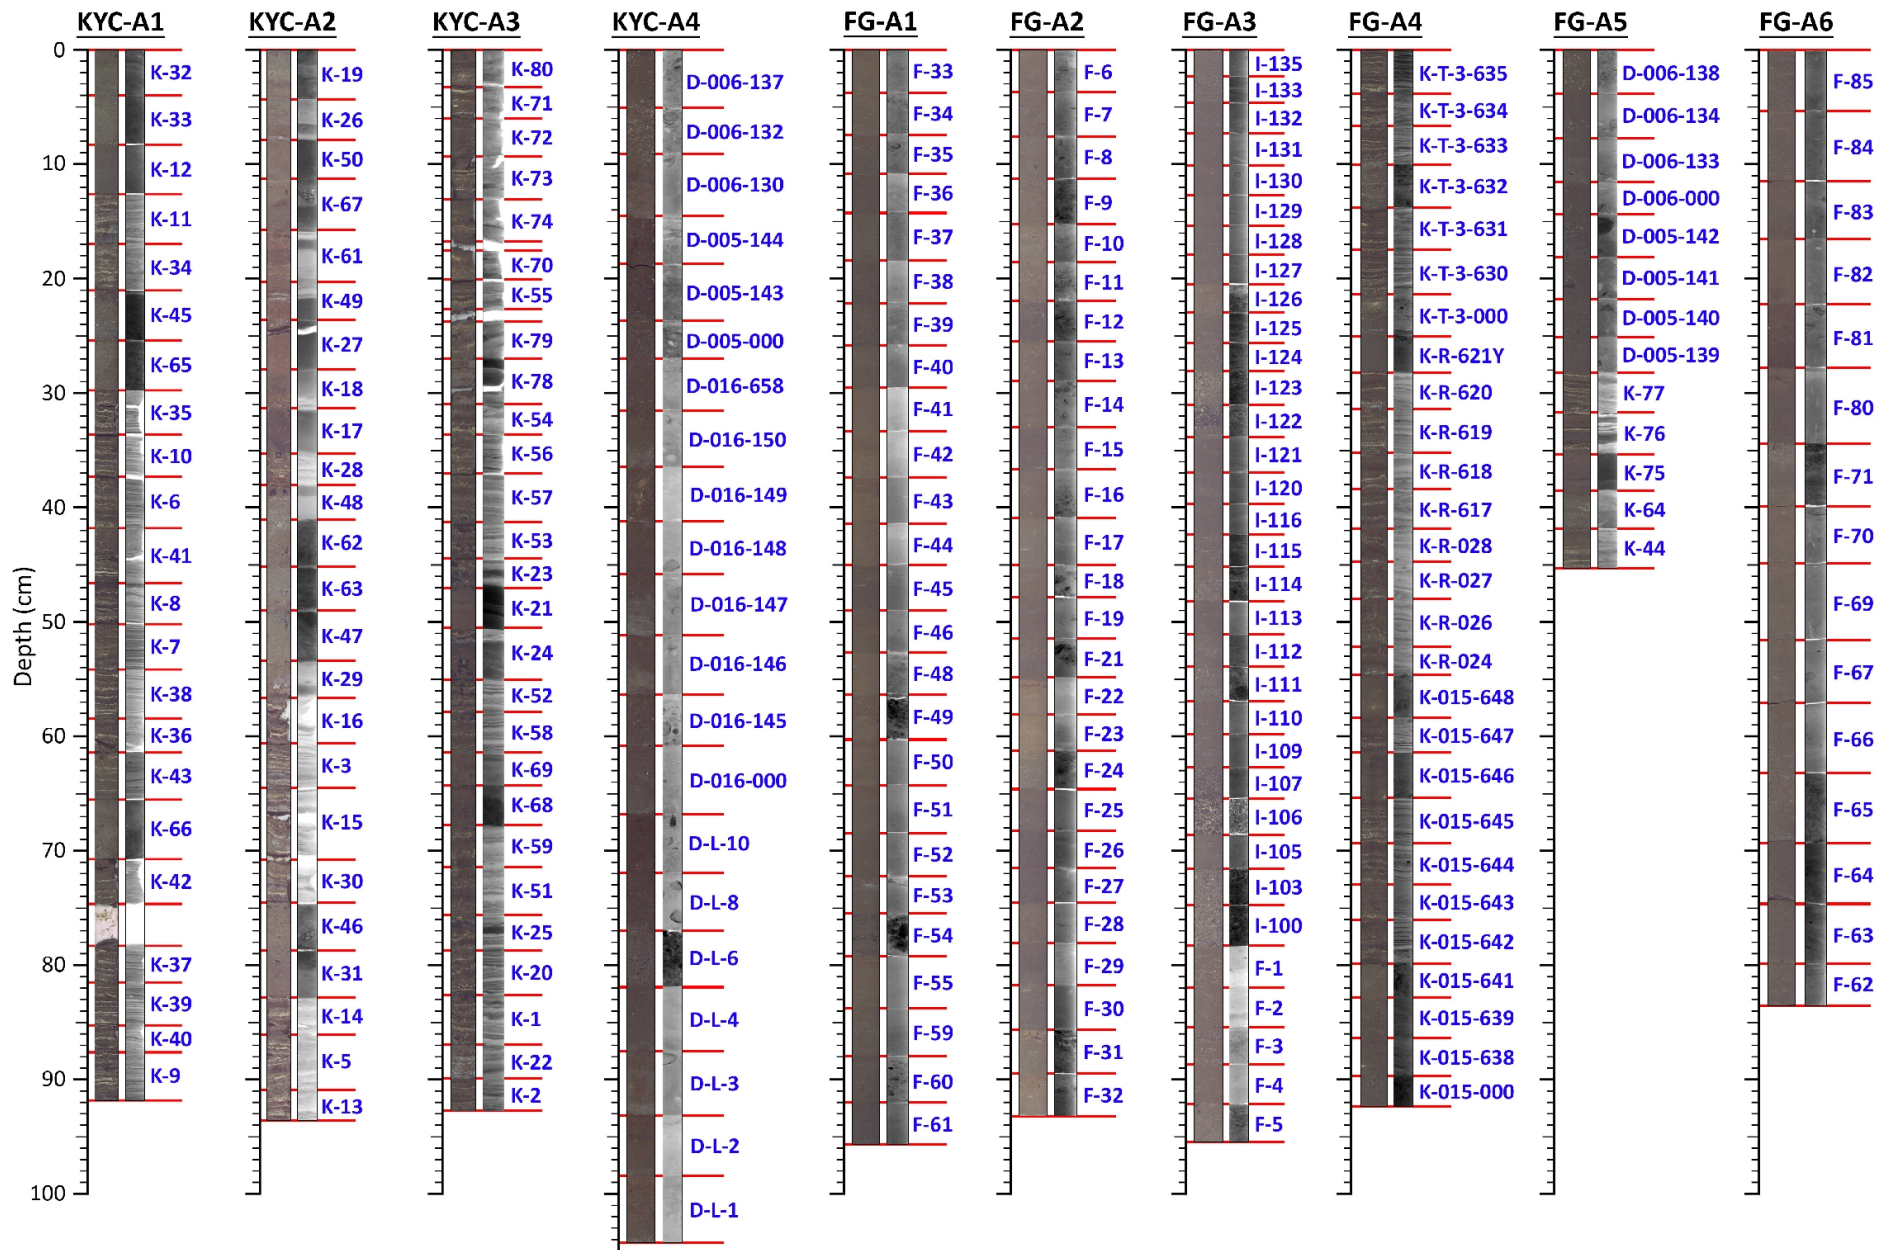 KYC-A1
KYC-A2
KYC-A3
KYC-A4
FG-A1
FG-A2
FG-A3
FG-A4
FG-A5
FG-A6
Depth (cm)
0
10
20
30
40
50
60
70
80
90
100
K-32
K-33
K-12
K-11
K-34
K-45
K-65
K-35
K-10
K-6
K-41
K-8
K-7
K-38
K-36
K-43
K-66
K-42
K-37
K-39
K-40
K-9
K-19
K-26
K-50
K-67
K-61
K-49
K-27
K-18
K-17
K-28
K-48
K-62
K-63
K-47
K-29
K-16
K-3
K-15
K-30
K-46
K-31
K-14
K-5
K-13
K-80
K-71
K-72
K-73
K-74
K-70
K-55
K-79
K-78
K-54
K-56
K-57
K-53
K-23
K-21
K-24
K-52
K-58
K-69
K-68
K-59
K-51
K-25
K-20
K-1
K-22
K-2
D-006-137
D-006-132
D-006-130
D-005-144
D-005-143
D-005-000
D-016-658
D-016-150
D-016-149
D-016-148
D-016-147
D-016-146
D-016-145
D-016-000
D-L-10
D-L-8
D-L-6
D-L-4
D-L-3
D-L-2
D-L-1
F-33
F-34
F-35
F-36
F-37
F-38
F-39
F-40
F-41
F-42
F-43
F-44
F-45
F-46
F-48
F-49
F-50
F-51
F-52
F-53
F-54
F-55
F-59
F-60
F-61
F-6
F-7
F-8
F-9
F-10
F-11
F-12
F-13
F-14
F-15
F-16
F-17
F-18
F-19
F-21
F-22
F-23
F-24
F-25
F-26
F-27
F-28
F-29
F-30
F-31
F-32
I-135
I-133
I-132
I-131
I-130
I-129
I-128
I-127
I-126
I-125
I-124
I-123
I-122
I-121
I-120
I-116
I-115
I-114
I-113
I-112
I-111
I-110
I-109
I-107
I-106
I-105
I-103
I-100
F-1
F-2
F-3
F-4
F-5
K-T-3-635
K-T-3-634
K-T-3-633
K-T-3-632
K-T-3-631
K-T-3-630
K-T-3-000
K-R-621Y
K-R-620
K-R-619
K-R-618
K-R-617
K-R-028
K-R-027
K-R-026
K-R-024
K-015-648
K-015-647
K-015-646
K-015-645
K-015-644
K-015-643
K-015-642
K-015-641
K-015-639
K-015-638
K-015-000
D-006-138
D-006-134
D-006-133
D-006-000
D-005-142
D-005-141
D-005-140
D-005-139
K-77
K-76
K-75
K-64
K-44
F-85
F-84
F-83
F-82
F-81
F-80
F-71
F-70
F-69
F-67
F-66
F-65
F-64
F-63
F-62